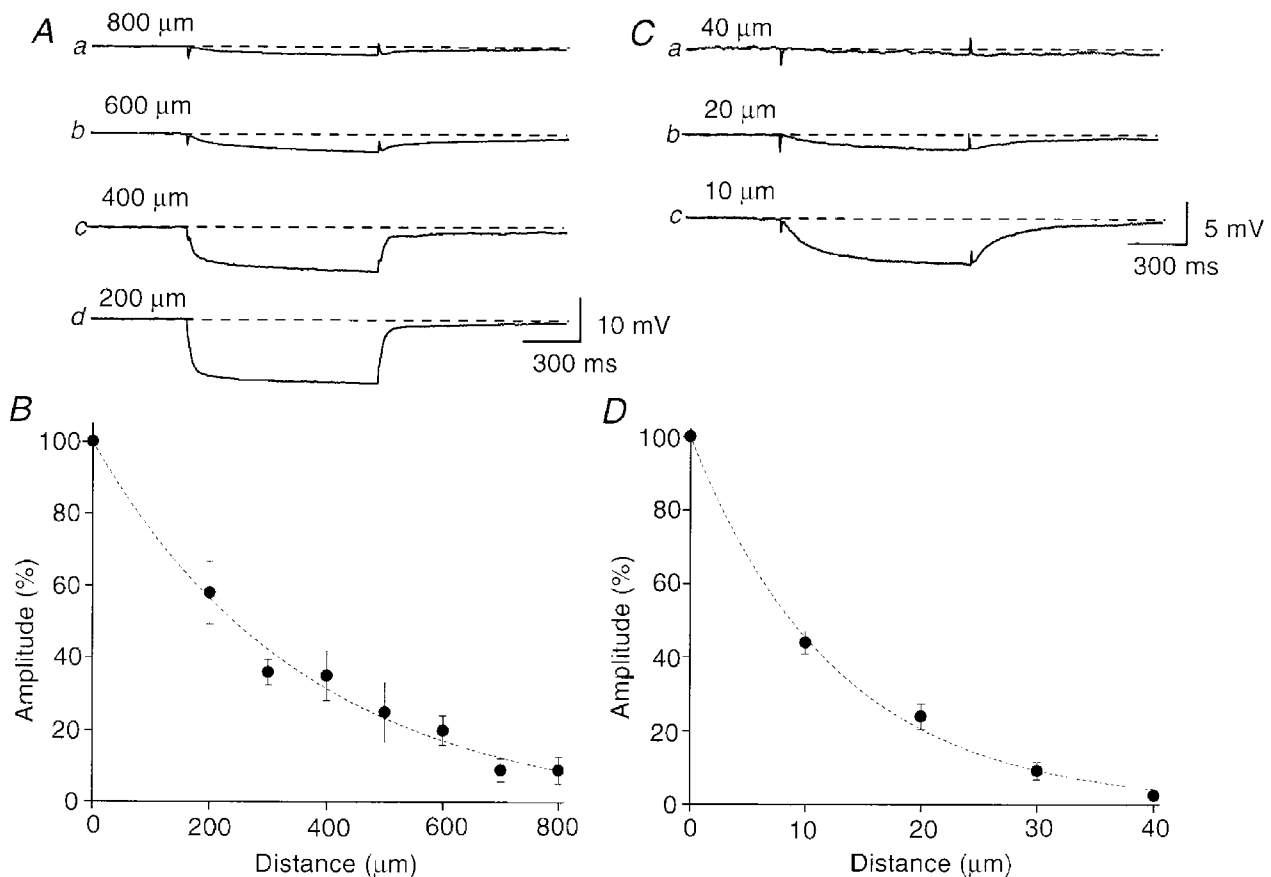 A
a 800 µm
b 600 µm
c 400 µm
d 200 µm
10 mV
300 ms
C
a 40 µm
b 20 µm
c 10 µm
5 mV
300 ms
B
Amplitude (%)
100
80
60
40
20
0
0 200 400 600 800
Distance (µm)
D
Amplitude (%)
100
80
60
40
20
0
0 10 20 30 40
Distance (µm)